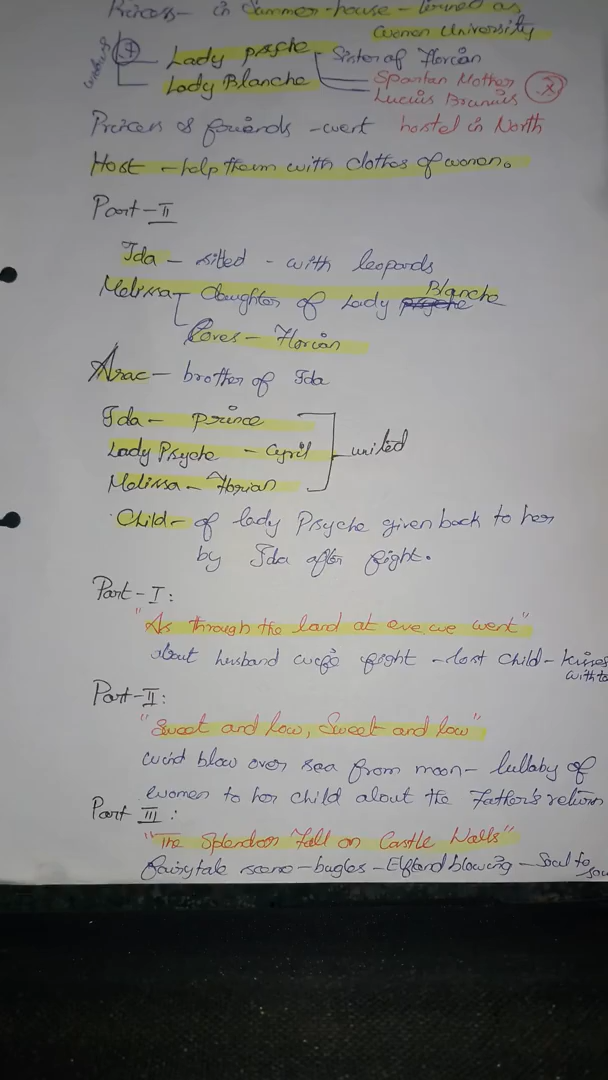 Princess - in Summer-house - turned as
women University
Lady psyche - Sister of Florian
Lady Blanche - Spartan Mother
Lucius Brunius
Princes & friends - went hostel in North
Host - help them with clothes of women.
Part - II
Ida - sitted - with leopards
Melissa - daughter of Lady Blanche
Loves - Florian
Arac - brother of Ida
Ida - prince
Lady Psyche - Cyril united
Melissa - Florian
Child - of lady Psyche given back to her
by Ida after fight.
Part - I :
"As through the land at eve we went"
about husband wife fight - lost child - kisses
with
Part - II :
"Sweet and low, Sweet and low"
wind blow over sea from moon - lullaby of
women to her child about the Father's return
Part III :
"The Splendour Fall on Castle Walls"
fairytale scene - bugles - Elfland blowing - Soul to
soul